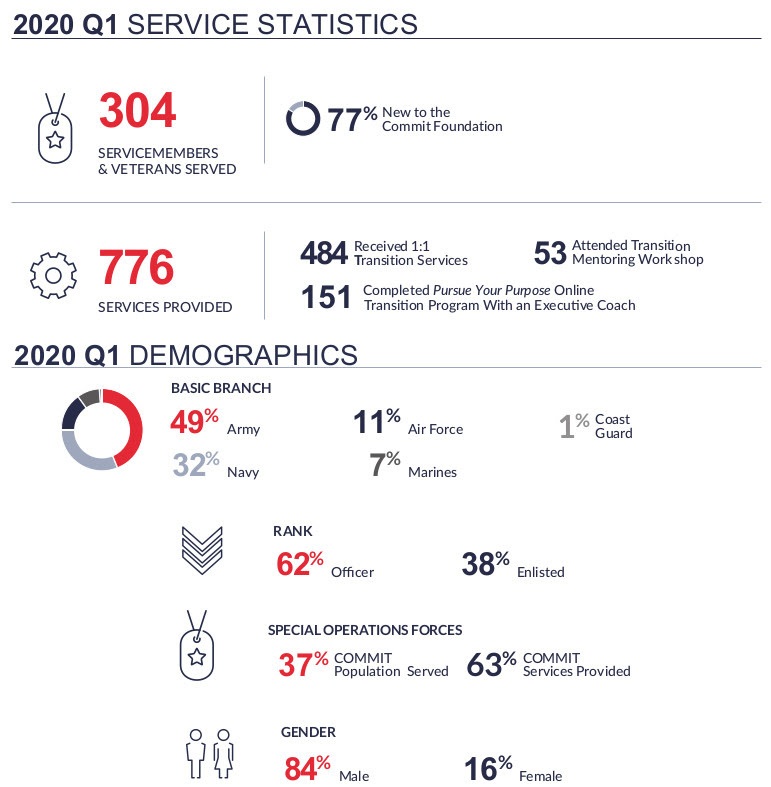 2020 Q1 SERVICE STATISTICS
304
SERVICEMEMBERS
& VETERANS SERVED
77% New to the
Commit Foundation
776
SERVICES PROVIDED
484 Received 1:1
Transition Services
53 Attended Transition
Mentoring Workshop
151 Completed Pursue Your Purpose Online
Transition Program With an Executive Coach
2020 Q1 DEMOGRAPHICS
BASIC BRANCH
49% Army
11% Air Force
1% Coast
Guard
32% Navy
7% Marines
RANK
62% Officer
38% Enlisted
SPECIAL OPERATIONS FORCES
37% COMMIT
Population Served
63% COMMIT
Services Provided
GENDER
84% Male
16% Female